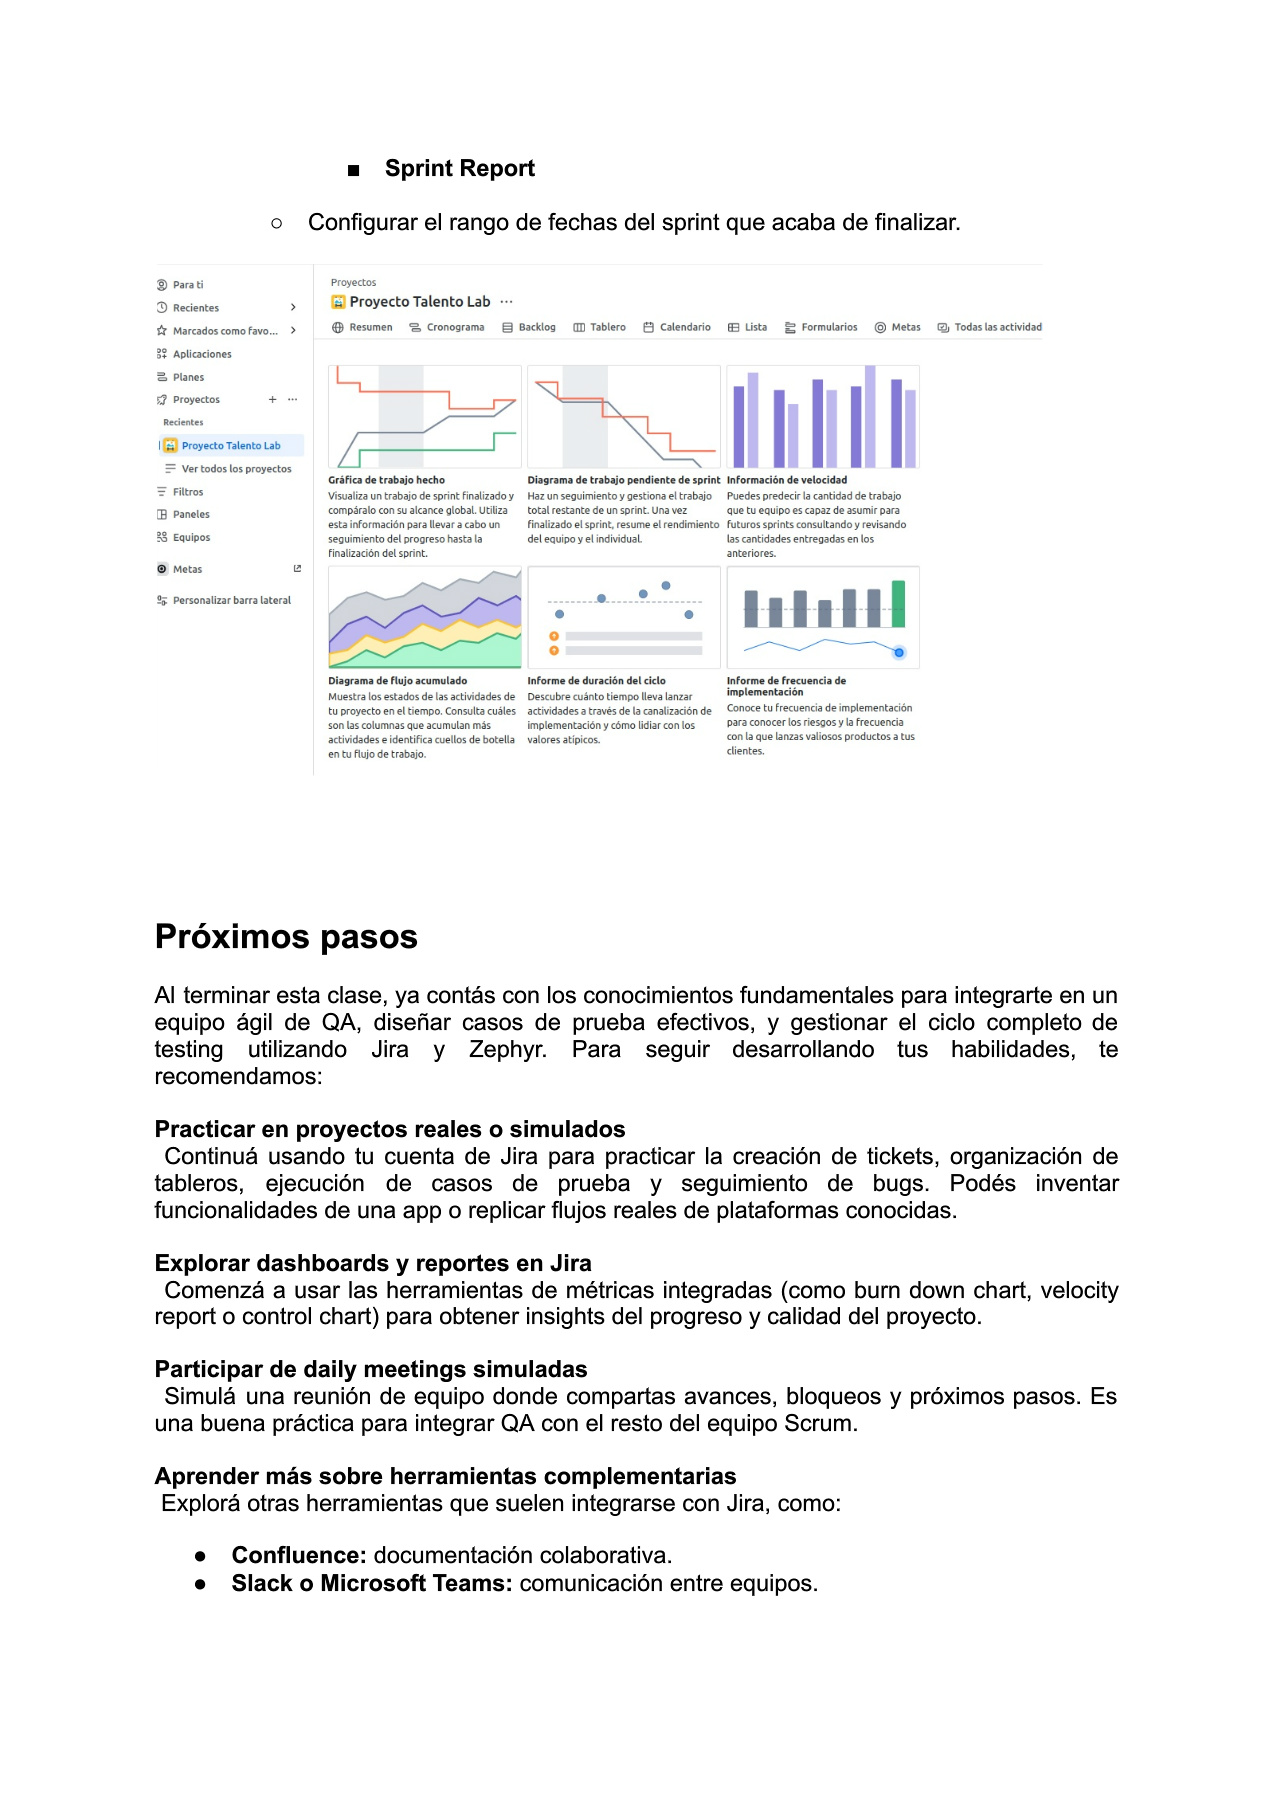 ■ Sprint Report
○ Configurar el rango de fechas del sprint que acaba de finalizar.
Para ti
Recientes
Marcados como favo...
Aplicaciones
Planes
Proyectos
Recientes
Proyecto Talento Lab
Ver todos los proyectos
Filtros
Paneles
Equipos
Metas
Personalizar barra lateral
Proyectos
Proyecto Talento Lab ...
Resumen Cronograma Backlog Tablero Calendario Lista Formularios Metas Todas las actividad
Gráfica de trabajo hecho
Visualiza un trabajo de sprint finalizado y
compáralo con su alcance global. Utiliza
esta información para llevar a cabo un
seguimiento del progreso hasta la
finalización del sprint.
Diagrama de trabajo pendiente de sprint
Haz un seguimiento y gestiona el trabajo
total restante de un sprint. Una vez
finalizado el sprint, resume el rendimiento
del equipo y el individual.
Información de velocidad
Puedes predecir la cantidad de trabajo
que tu equipo es capaz de asumir para
futuros sprints consultando y revisando
las cantidades entregadas en los
anteriores.
Diagrama de flujo acumulado
Muestra los estados de las actividades de
tu proyecto en el tiempo. Consulta cuáles
son las columnas que acumulan más
actividades e identifica cuellos de botella
en tu flujo de trabajo.
Informe de duración del ciclo
Descubre cuánto tiempo lleva lanzar
actividades a través de la canalización de
implementación y cómo lidiar con los
valores atípicos.
Informe de frecuencia de
implementación
Conoce tu frecuencia de implementación
para conocer los riesgos y la frecuencia
con la que lanzas valiosos productos a tus
clientes.
Próximos pasos
Al terminar esta clase, ya contás con los conocimientos fundamentales para integrarte en un
equipo ágil de QA, diseñar casos de prueba efectivos, y gestionar el ciclo completo de
testing utilizando Jira y Zephyr. Para seguir desarrollando tus habilidades, te
recomendamos:
Practicar en proyectos reales o simulados
Continuá usando tu cuenta de Jira para practicar la creación de tickets, organización de
tableros, ejecución de casos de prueba y seguimiento de bugs. Podés inventar
funcionalidades de una app o replicar flujos reales de plataformas conocidas.
Explorar dashboards y reportes en Jira
Comenzá a usar las herramientas de métricas integradas (como burn down chart, velocity
report o control chart) para obtener insights del progreso y calidad del proyecto.
Participar de daily meetings simuladas
Simulá una reunión de equipo donde compartas avances, bloqueos y próximos pasos. Es
una buena práctica para integrar QA con el resto del equipo Scrum.
Aprender más sobre herramientas complementarias
Explorá otras herramientas que suelen integrarse con Jira, como:
● Confluence: documentación colaborativa.
● Slack o Microsoft Teams: comunicación entre equipos.